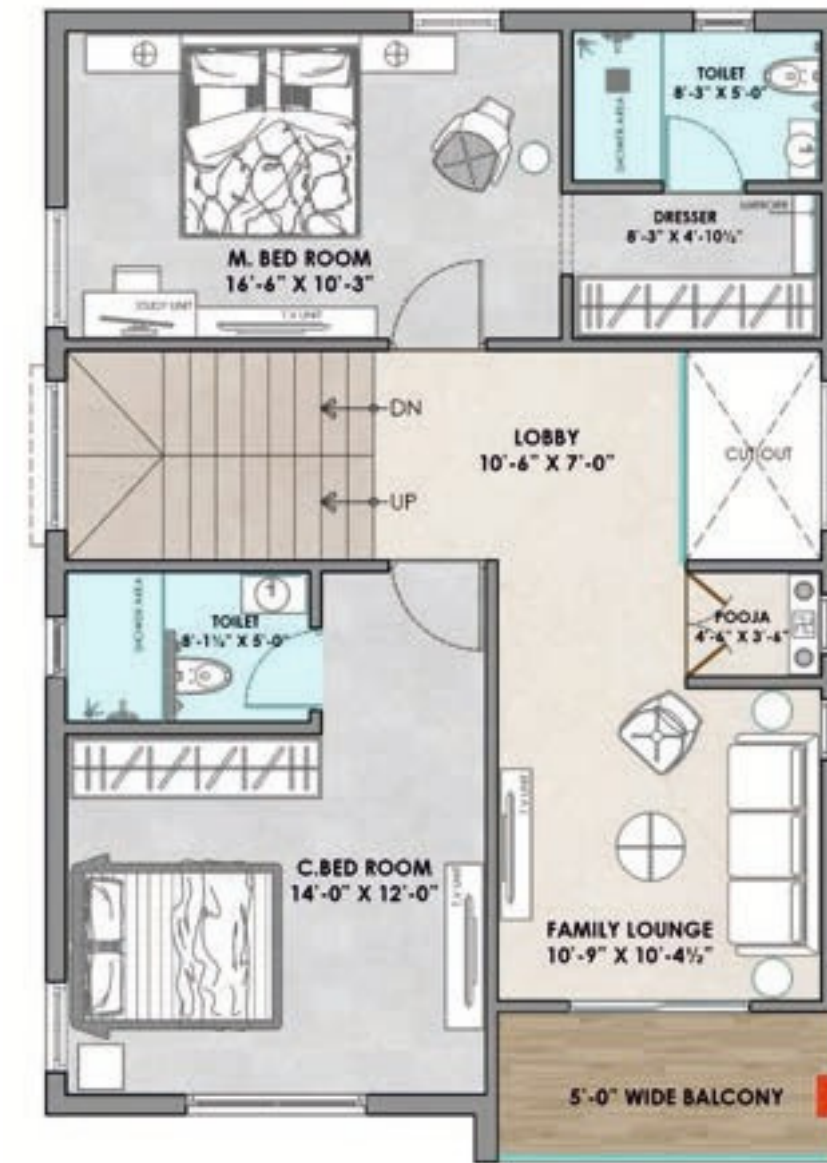 TOILET
8'-3" X 5'-0"
SHOWER AREA
DRESSER
8'-3" X 4'-10½"
M. BED ROOM
16'-6" X 10'-3"
STUDY UNIT
T.V UNIT
DN
LOBBY
10'-6" X 7'-0"
CUT OUT
UP
SHOWER AREA
TOILET
8'-1½" X 5'-0"
POOJA
4'-6" X 3'-6"
T.V UNIT
C.BED ROOM
14'-0" X 12'-0"
T.V UNIT
FAMILY LOUNGE
10'-9" X 10'-4½"
5'-0" WIDE BALCONY